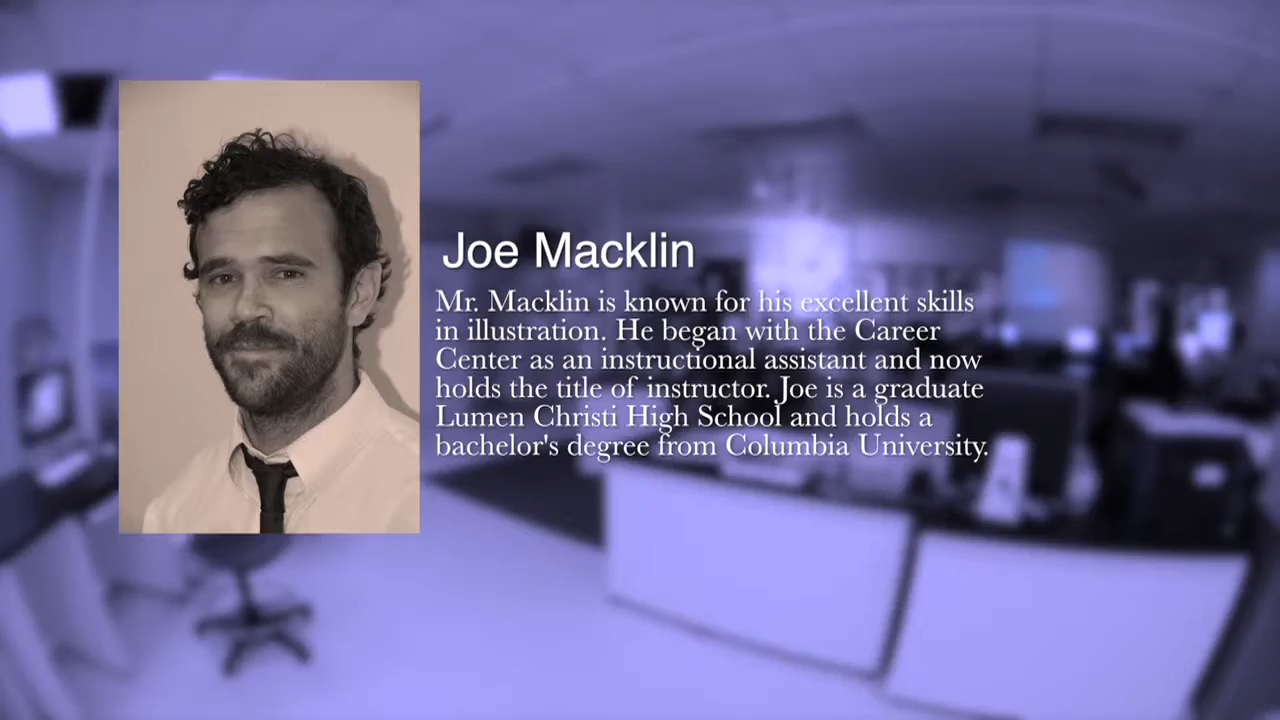 Joe Macklin
Mr. Macklin is known for his excellent skills
in illustration. He began with the Career
Center as an instructional assistant and now
holds the title of instructor. Joe is a graduate
Lumen Christi High School and holds a
bachelor's degree from Columbia University.